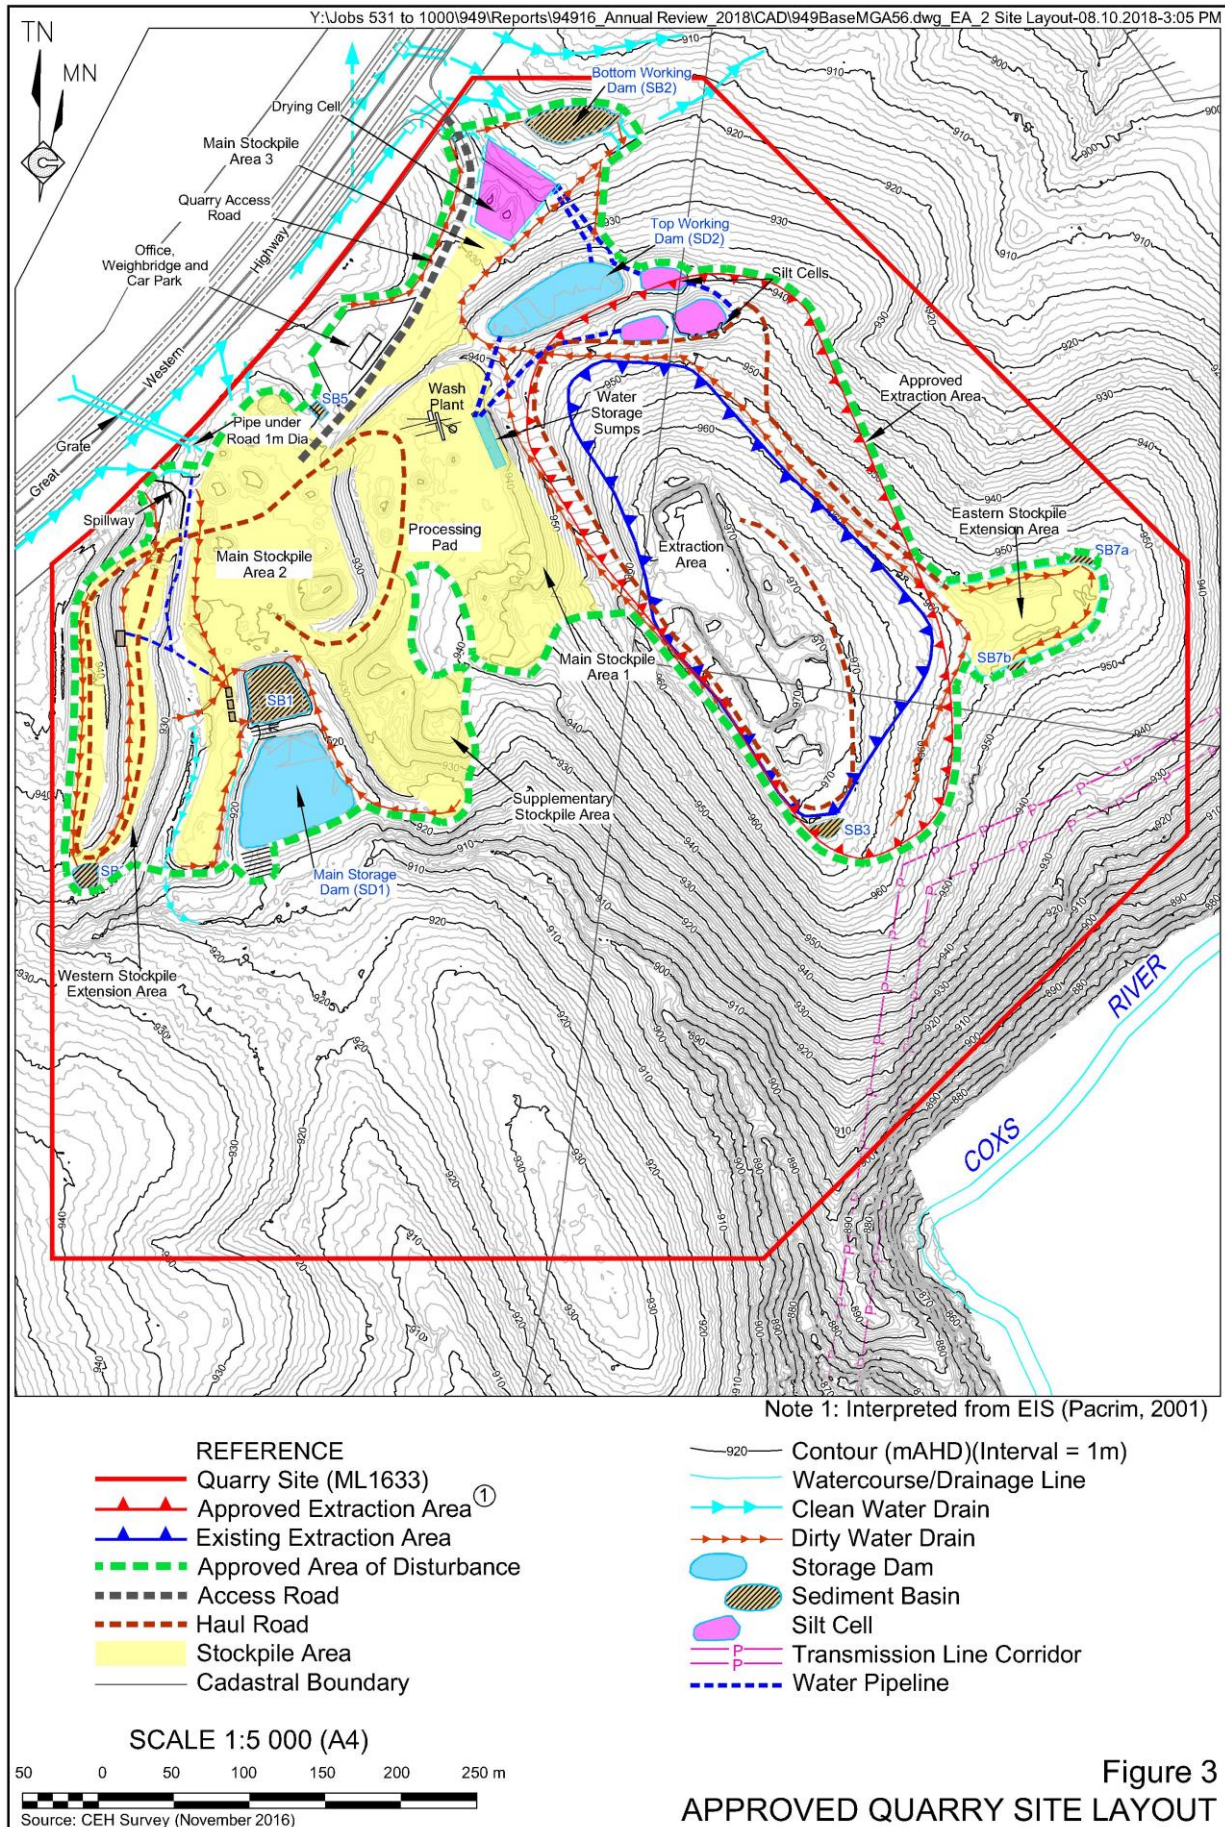 Y:\Jobs 531 to 1000\949\Reports\94916_Annual Review_2018\CAD\949BaseMGA56.dwg_EA_2 Site Layout-08.10.2018-3:05 PM
TN
MN
Bottom Working
Dam (SB2)
Drying Cell
Main Stockpile
Area 3
Quarry Access
Road
Office,
Weighbridge and
Car Park
Top Working
Dam (SD2)
Silt Cells
Great
Western
Highway
SB5
Wash
Plant
Water
Storage
Sumps
Approved
Extraction Area
Pipe under
Road 1m Dia
Grate
Spillway
Main Stockpile
Area 2
Processing
Pad
Extraction
Area
Eastern Stockpile
Extension Area
SB7a
SB7b
Main Stockpile
Area 1
SB1
Supplementary
Stockpile Area
SB3
SB
Main Storage
Dam (SD1)
Western Stockpile
Extension Area
COXS
RIVER
Note 1: Interpreted from EIS (Pacrim, 2001)
REFERENCE
Quarry Site (ML1633)
Approved Extraction Area 1
Existing Extraction Area
Approved Area of Disturbance
Access Road
Haul Road
Stockpile Area
Cadastral Boundary
920 Contour (mAHD)(Interval = 1m)
Watercourse/Drainage Line
Clean Water Drain
Dirty Water Drain
Storage Dam
Sediment Basin
Silt Cell
P P Transmission Line Corridor
Water Pipeline
SCALE 1:5 000 (A4)
50 0 50 100 150 200 250 m
Source: CEH Survey (November 2016)
Figure 3
APPROVED QUARRY SITE LAYOUT